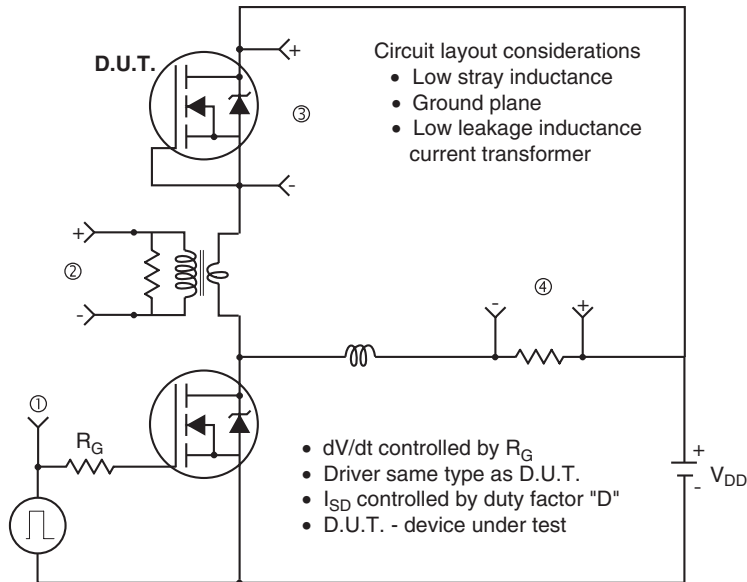 D.U.T.
+
③
-
Circuit layout considerations
• Low stray inductance
• Ground plane
• Low leakage inductance
current transformer
+
②
-
④
-
+
①
R_G
• dV/dt controlled by R_G
• Driver same type as D.U.T.
• I_SD controlled by duty factor "D"
• D.U.T. - device under test
+
V_DD
-